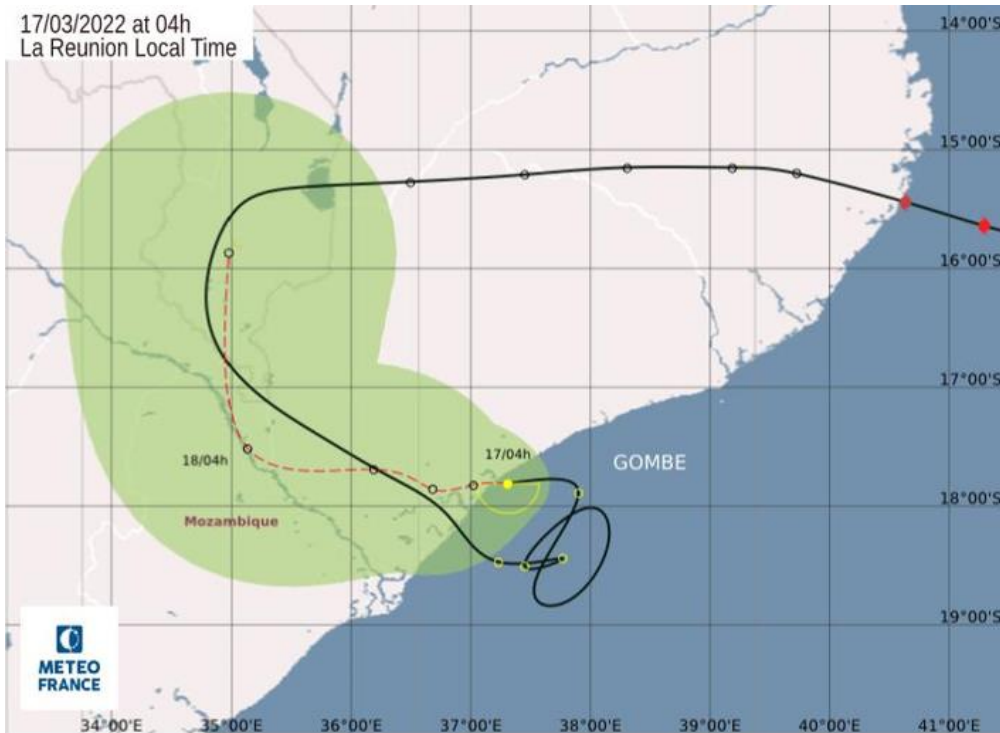 17/03/2022 at 04h
La Reunion Local Time
14°00'S
15°00'S
16°00'S
17°00'S
18/04h
17/04h
GOMBE
18°00'S
Mozambique
19°00'S
METEO
FRANCE
34°00'E
35°00'E
36°00'E
37°00'E
38°00'E
39°00'E
40°00'E
41°00'E